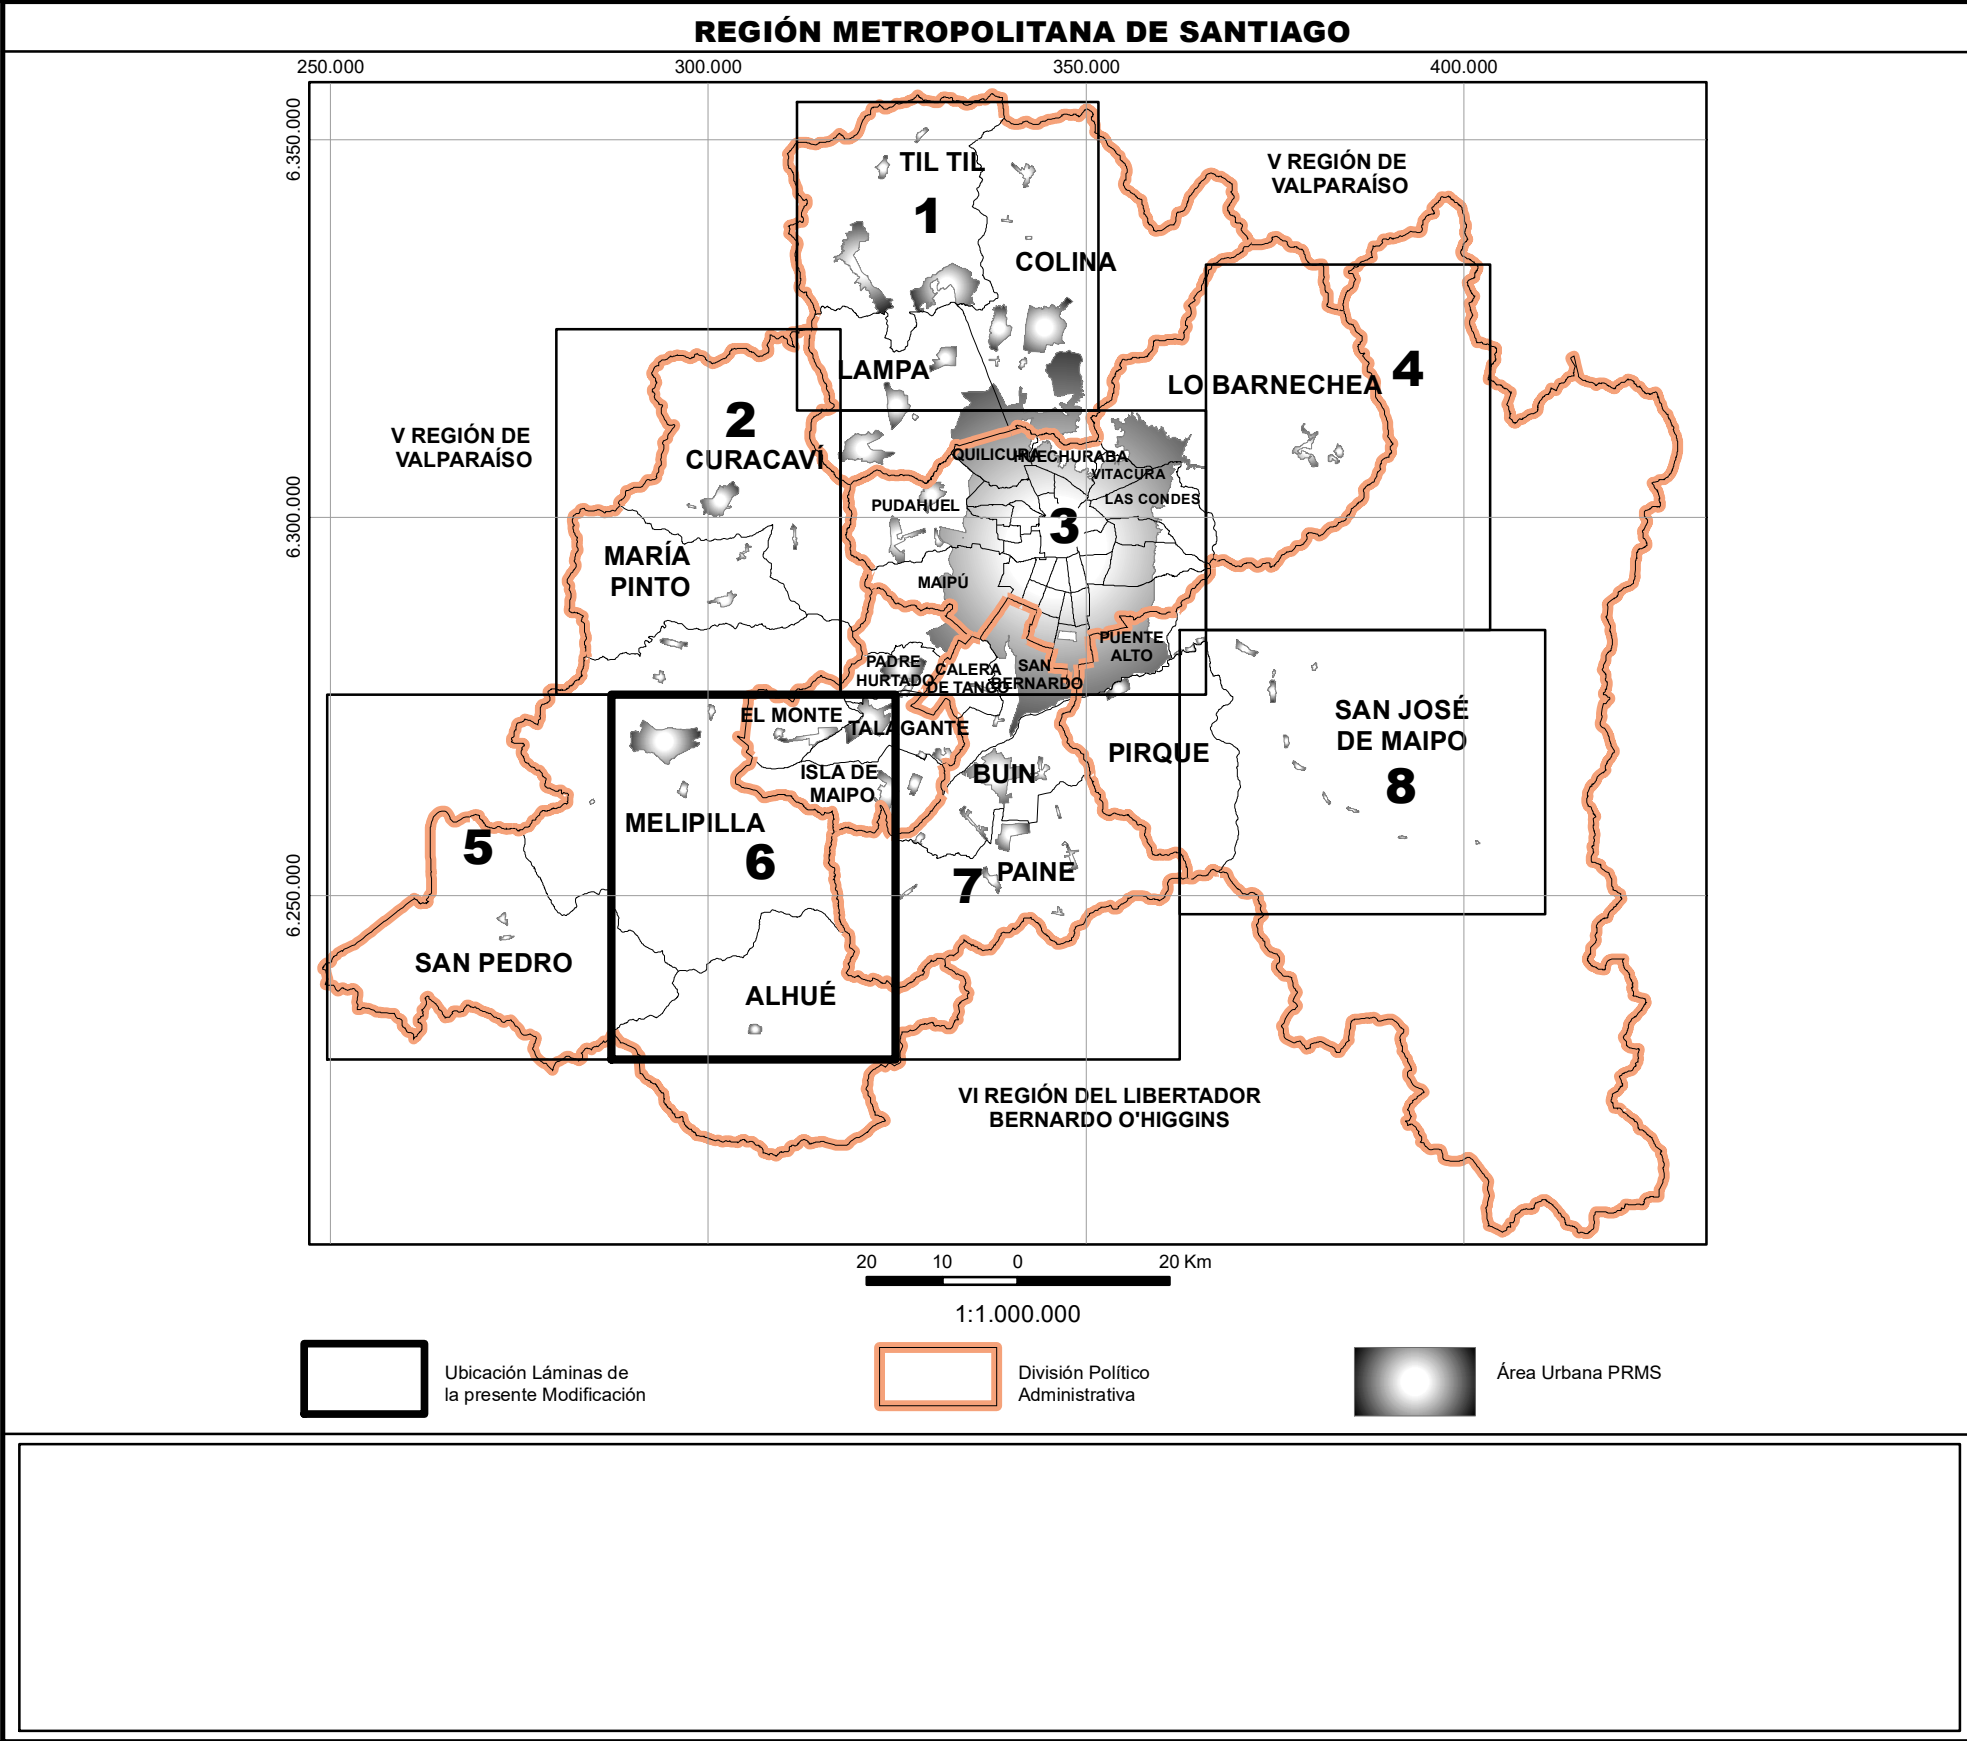 REGIÓN METROPOLITANA DE SANTIAGO
250.000
300.000
350.000
400.000
6.350.000
6.300.000
6.250.000
TIL TIL
V REGIÓN DE
VALPARAÍSO
1
COLINA
LAMPA
LO BARNECHEA
4
2
CURACAVÍ
V REGIÓN DE
VALPARAÍSO
QUILICURA
HUECHURABA
VITACURA
LAS CONDES
PUDAHUEL
3
MARÍA
PINTO
MAIPÚ
PUENTE
ALTO
PADRE
HURTADO
CALERA
DE TANGO
SAN
BERNARDO
EL MONTE
TALAGANTE
SAN JOSÉ
DE MAIPO
8
PIRQUE
ISLA DE
MAIPO
BUIN
MELIPILLA
5
6
7
PAINE
SAN PEDRO
ALHUÉ
VI REGIÓN DEL LIBERTADOR
BERNARDO O'HIGGINS
20 10 0 20 Km
1:1.000.000
Ubicación Láminas de
la presente Modificación
División Político
Administrativa
Área Urbana PRMS